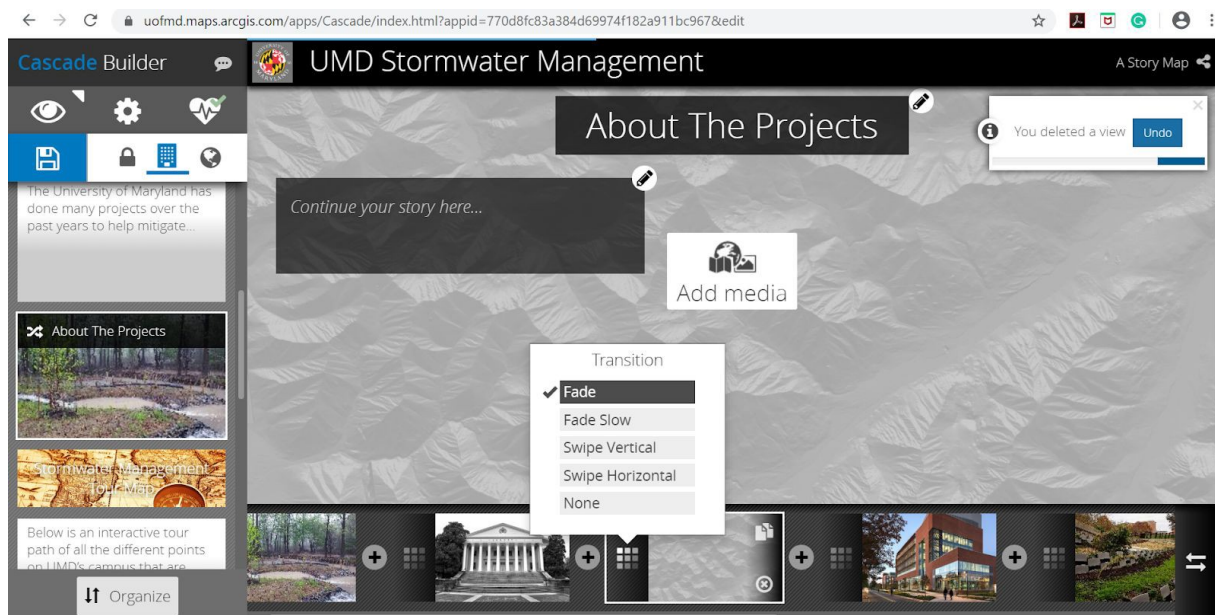 uofmd.maps.arcgis.com/apps/Cascade/index.html?appid=770d8fc83a384d69974f182a911bc967&edit
Cascade Builder
UMD Stormwater Management
A Story Map
About The Projects
You deleted a view
Undo
The University of Maryland has
done many projects over the
past years to help mitigate...
Continue your story here...
Add media
About The Projects
Transition
Fade
Fade Slow
Swipe Vertical
Swipe Horizontal
None
Stormwater Management
Tour Map
Below is an interactive tour
path of all the different points
on UMD's campus that are
Organize